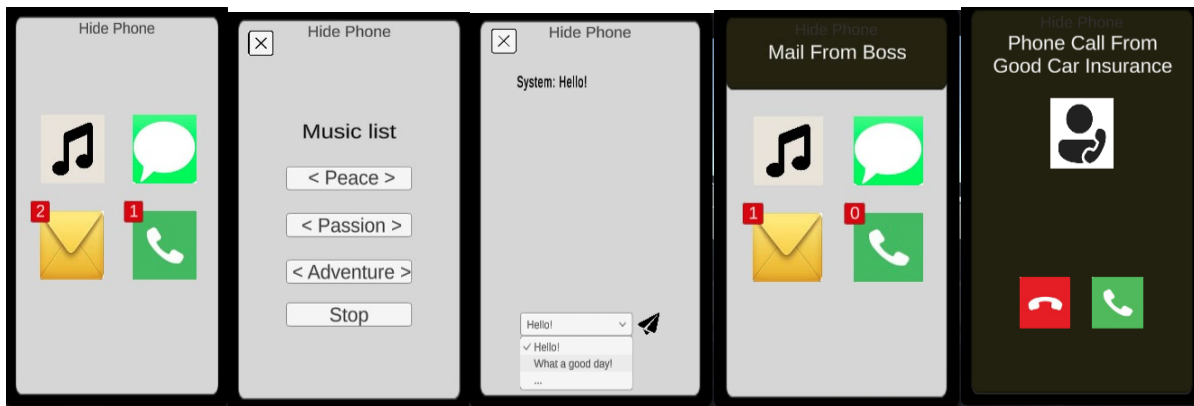 Hide Phone
2
1
Hide Phone
Music list
< Peace >
< Passion >
< Adventure >
Stop
Hide Phone
System: Hello!
Hello!
Hello!
What a good day!
...
Hide Phone
Mail From Boss
1
0
Hide Phone
Phone Call From
Good Car Insurance